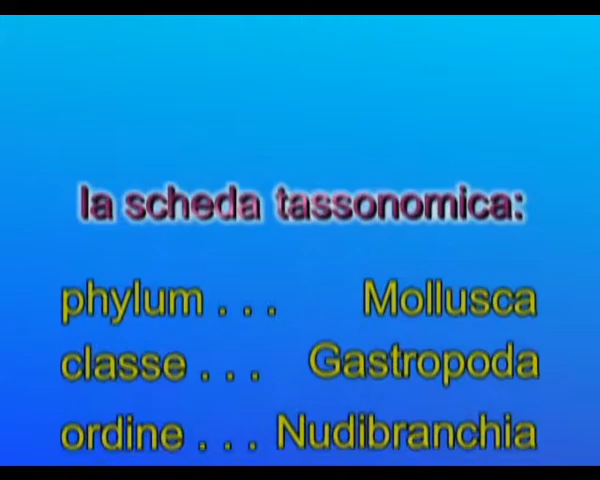 la scheda tassonomica:
phylum . . . Mollusca
classe . . . Gastropoda
ordine . . . Nudibranchia